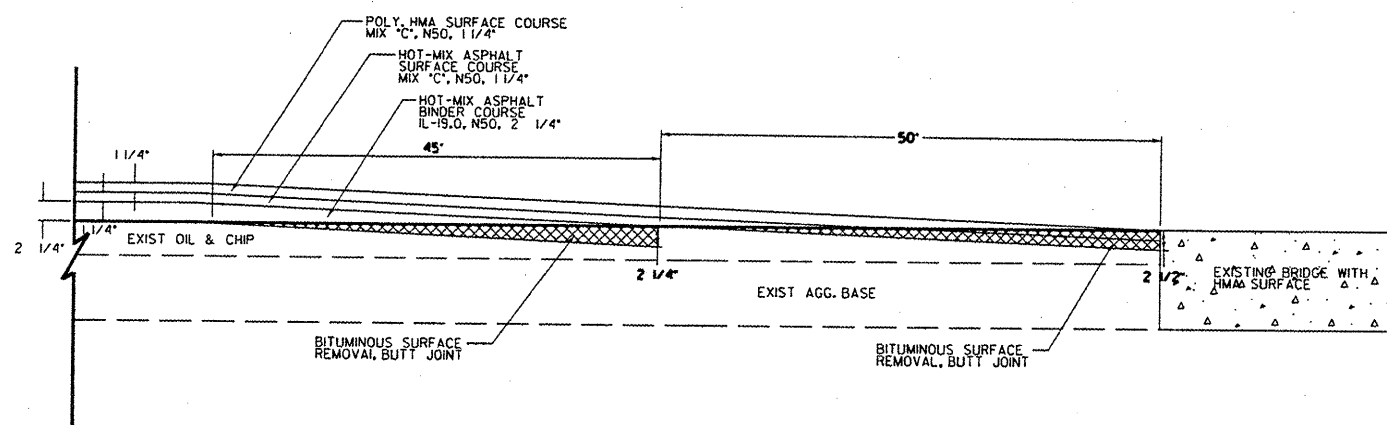 POLY. HMA SURFACE COURSE
MIX "C", N50, 1 1/4"
HOT-MIX ASPHALT
SURFACE COURSE
MIX "C", N50, 1 1/4"
HOT-MIX ASPHALT
BINDER COURSE
IL-19.0, N50, 2 1/4"
45'
50'
1 1/4"
1 1/4"
2 1/4"
EXIST OIL & CHIP
2 1/4"
2 1/2"
EXISTING BRIDGE WITH
HMA SURFACE
EXIST AGG. BASE
BITUMINOUS SURFACE
REMOVAL, BUTT JOINT
BITUMINOUS SURFACE
REMOVAL, BUTT JOINT